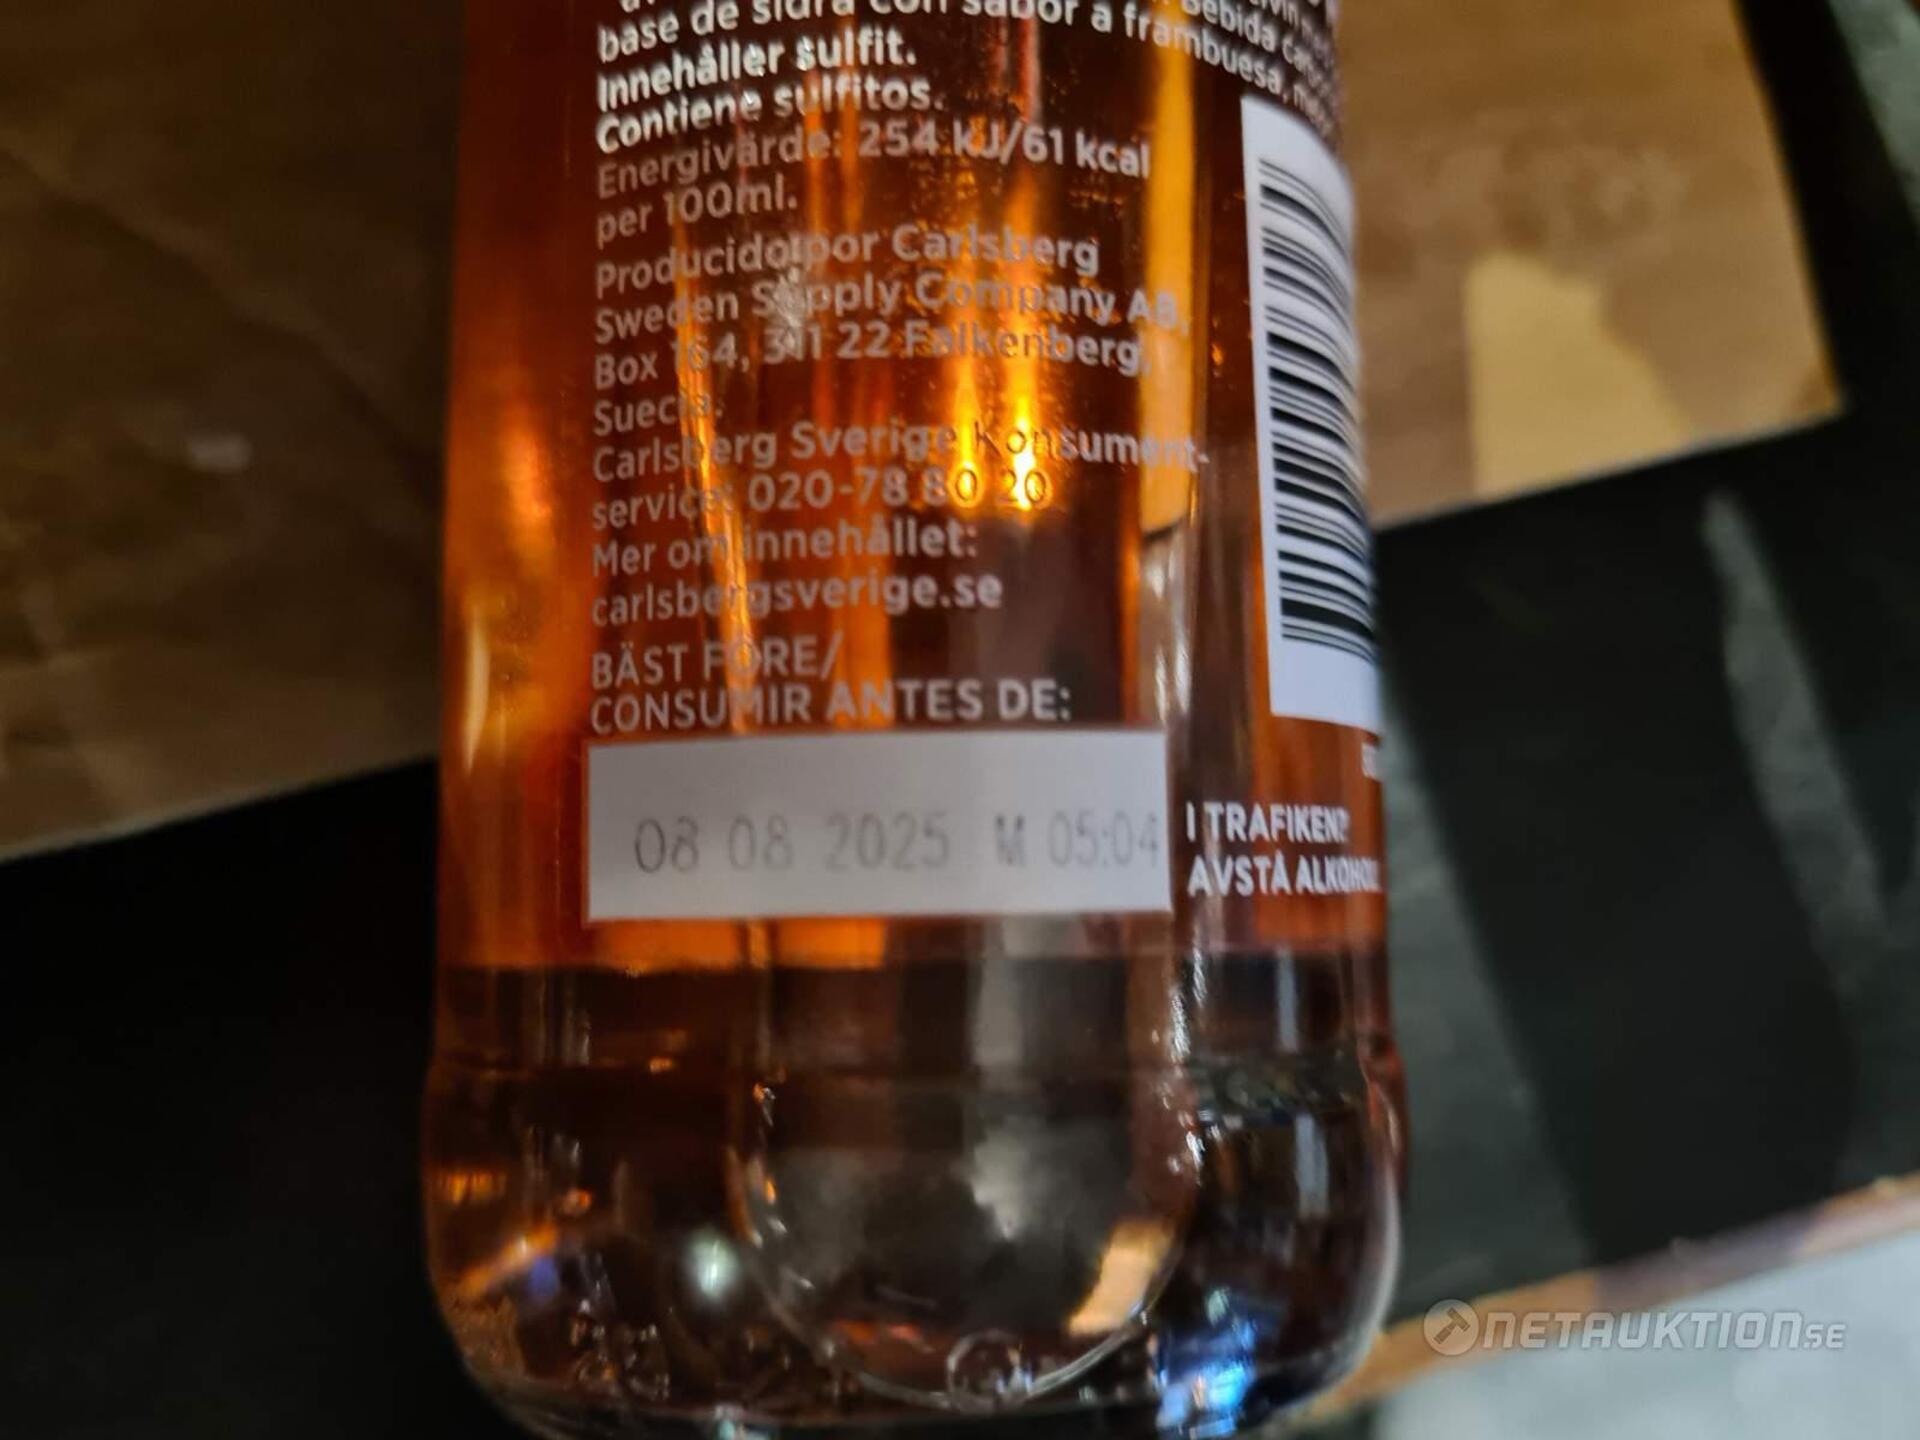 base de sidra con sabor a frambuesa,
Bebida
Innehåller sulfit.
Contiene sulfitos.
Energivärde: 254 kJ/61 kcal
per 100ml.
Producido por Carlsberg
Sweden Supply Company AB,
Box 164, 311 22 Falkenberg,
Suecia.
Carlsberg Sverige Konsument-
service: 020-78 80 20
Mer om innehållet:
carlsbergsverige.se
BÄST FÖRE/
CONSUMIR ANTES DE:
08 08 2025 M 05:04
I TRAFIKEN?
AVSTÅ ALKOHOL.
NETAUKTION.SE